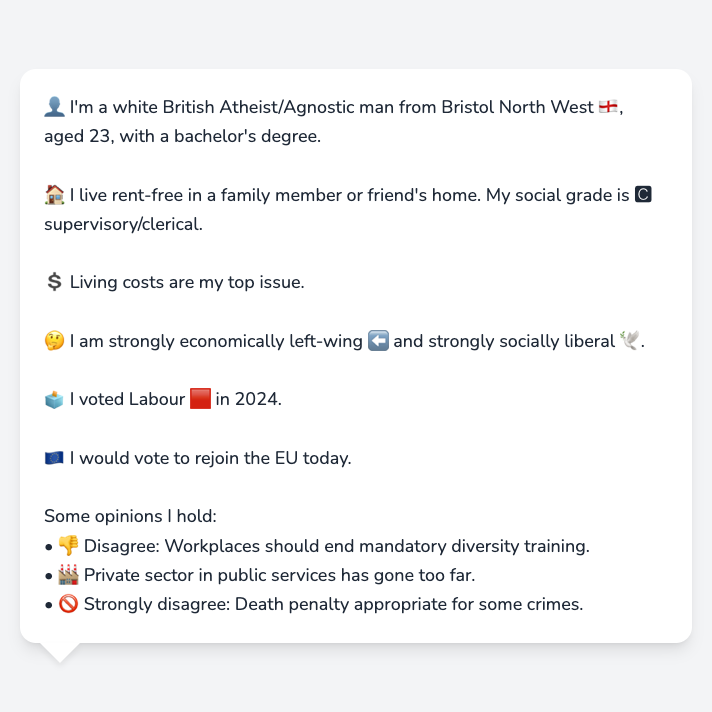 👤 I'm a white British Atheist/Agnostic man from Bristol North West 🏴󠁧󠁢󠁥󠁮󠁧󠁿,
aged 23, with a bachelor's degree.
🏠 I live rent-free in a family member or friend's home. My social grade is C
supervisory/clerical.
💲 Living costs are my top issue.
🤔 I am strongly economically left-wing ⬅️ and strongly socially liberal 🕊️.
🗳️ I voted Labour 🟥 in 2024.
🇪🇺 I would vote to rejoin the EU today.
Some opinions I hold:
• 👎 Disagree: Workplaces should end mandatory diversity training.
• 🏭 Private sector in public services has gone too far.
• 🚫 Strongly disagree: Death penalty appropriate for some crimes.